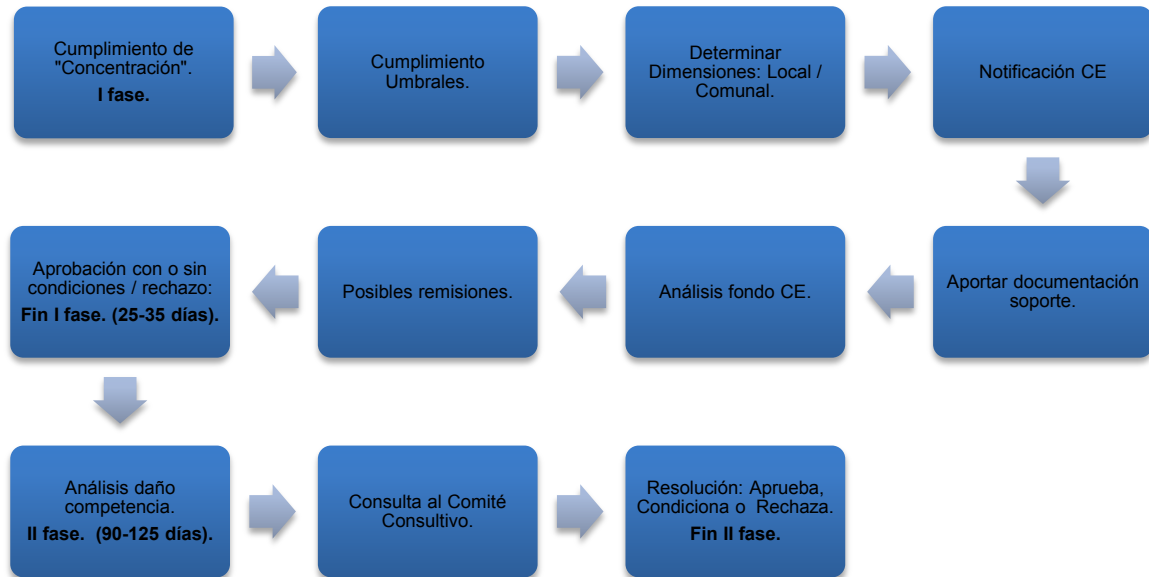 Cumplimiento de
"Concentración".
I fase.
Cumplimiento
Umbrales.
Determinar
Dimensiones: Local /
Comunal.
Notificación CE
Aportar documentación
soporte.
Análisis fondo CE.
Posibles remisiones.
Aprobación con o sin
condiciones / rechazo:
Fin I fase. (25-35 días).
Análisis daño
competencia.
II fase. (90-125 días).
Consulta al Comité
Consultivo.
Resolución: Aprueba,
Condiciona o Rechaza.
Fin II fase.